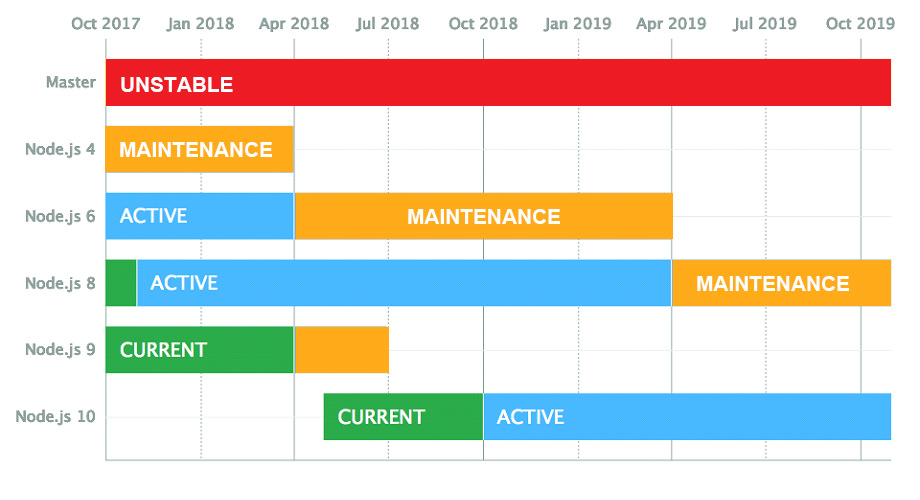 Oct 2017 Jan 2018 Apr 2018 Jul 2018 Oct 2018 Jan 2019 Apr 2019 Jul 2019 Oct 2019
Master UNSTABLE
Node.js 4 MAINTENANCE
Node.js 6 ACTIVE MAINTENANCE
Node.js 8 ACTIVE MAINTENANCE
Node.js 9 CURRENT
Node.js 10 CURRENT ACTIVE